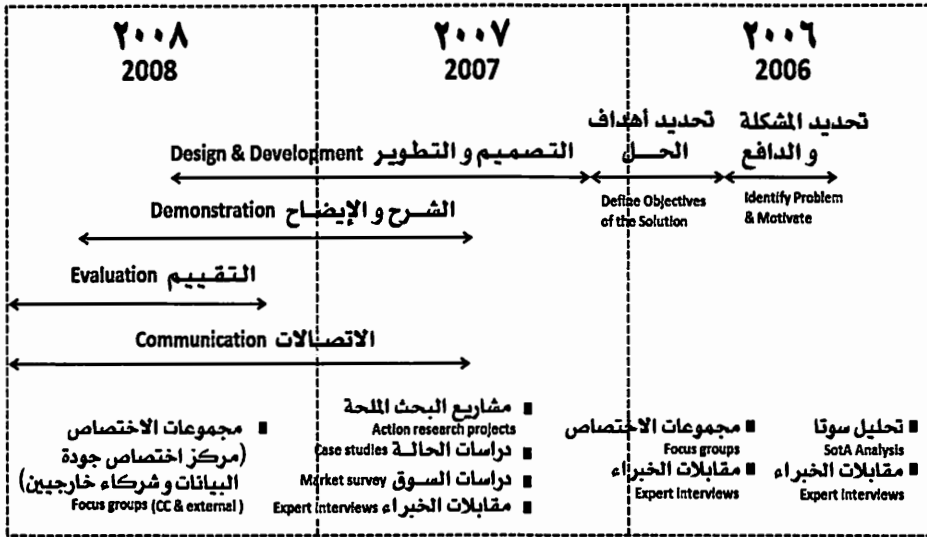 ٢٠٠٦
2006
٢٠٠٧
2007
٢٠٠٨
2008
تحديد المشكلة
و الدافع
Identify Problem
& Motivate
تحديد أهداف
الحـــل
Define Objectives
of the Solution
التصميم و التطوير Design & Development
الشرح و الإيضاح Demonstration
التقييم Evaluation
الاتصالات Communication
■ تحليل سوتا
SotA Analysis
■ مقابلات الخبراء
Expert Interviews
■ مجموعات الاختصاص
Focus groups
■ مقابلات الخبراء
Expert Interviews
■ مشاريع البحث الملحة
Action research projects
■ دراسات الحالة Case studies
■ دراسات السوق Market survey
■ مقابلات الخبراء Expert Interviews
■ مجموعات الاختصاص
(مركز اختصاص جودة
البيانات و شركاء خارجيين)
Focus groups (CC & external )